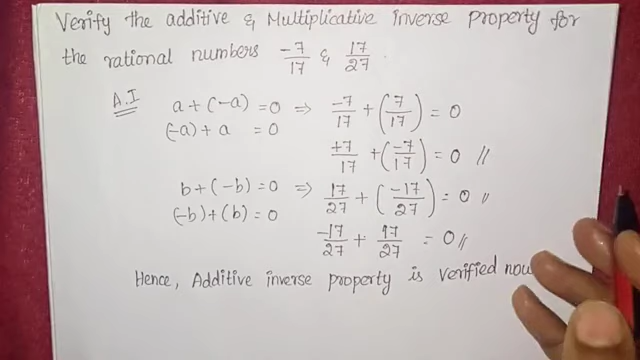 Verify the additive & Multiplicative inverse property for
the rational numbers -7/17 & 17/27.
A.I a+(-a)=0 ⇒ -7/17 + (7/17) = 0
(-a)+a = 0
+7/17 + (-7/17) = 0 //
b+(-b)=0 ⇒ 17/27 + (-17/27) = 0 //
(-b)+(b)=0
-17/27 + 17/27 = 0 //
Hence, Additive inverse property is verified now